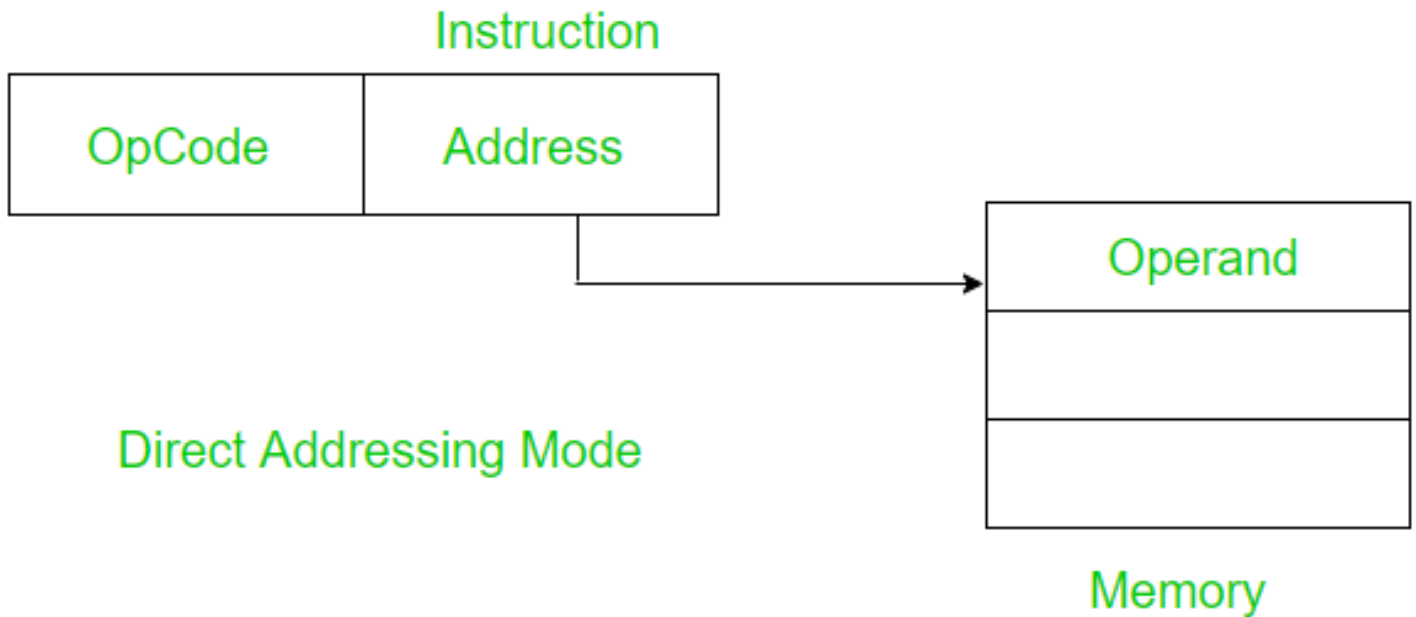 Instruction
OpCode
Address
Operand
Direct Addressing Mode
Memory